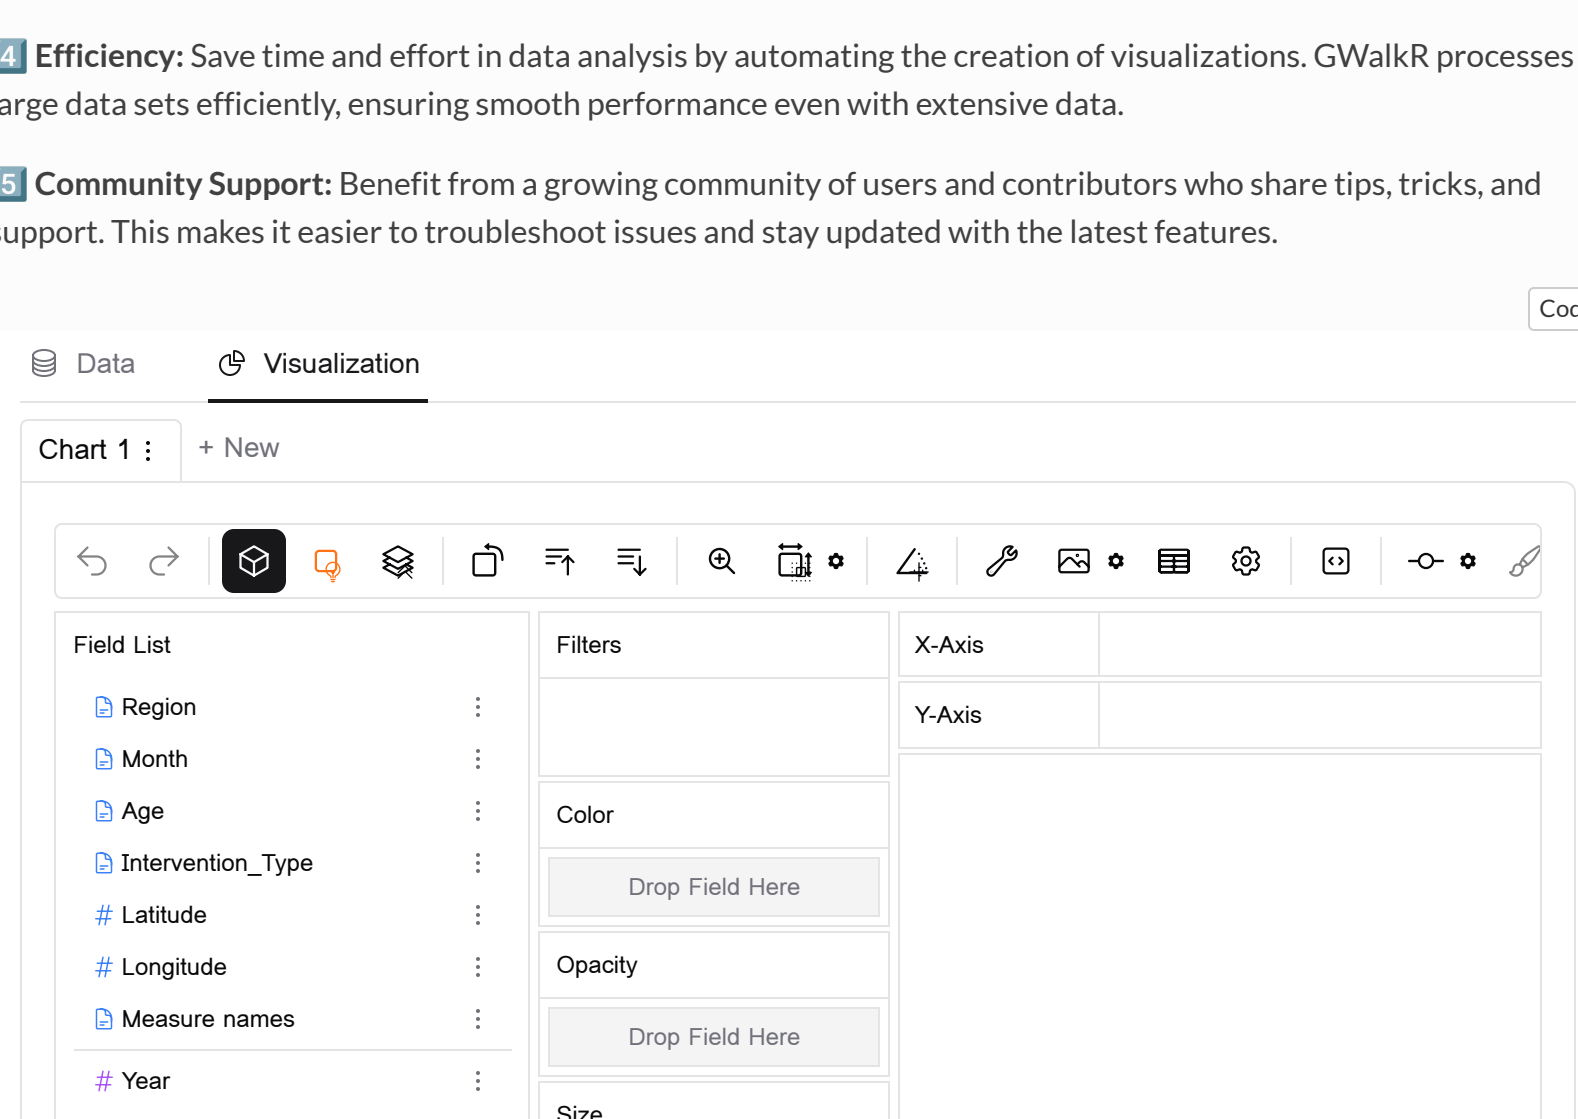 4 Efficiency: Save time and effort in data analysis by automating the creation of visualizations. GWalkR processes
arge data sets efficiently, ensuring smooth performance even with extensive data.
5 Community Support: Benefit from a growing community of users and contributors who share tips, tricks, and
support. This makes it easier to troubleshoot issues and stay updated with the latest features.
Cod
Data
Visualization
Chart 1
+ New
Field List
Filters
X-Axis
Region
Month
Y-Axis
Age
Color
Intervention_Type
Drop Field Here
# Latitude
# Longitude
Opacity
Measure names
Drop Field Here
# Year
Size